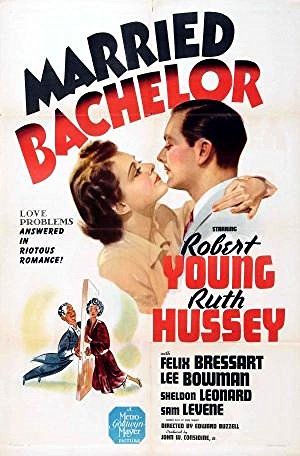 MARRIED
BACHELOR
LOVE
PROBLEMS
ANSWERED
IN
RIOTOUS
ROMANCE!
STARRING
Robert
YOUNG
Ruth
HUSSEY
with
FELIX BRESSART
LEE BOWMAN
SHELDON LEONARD
SAM LEVENE
DIRECTED BY EDWARD BUZZELL
Produced by
JOHN W. CONSIDINE, Jr.
A
Metro-
Goldwyn-
Mayer
PICTURE